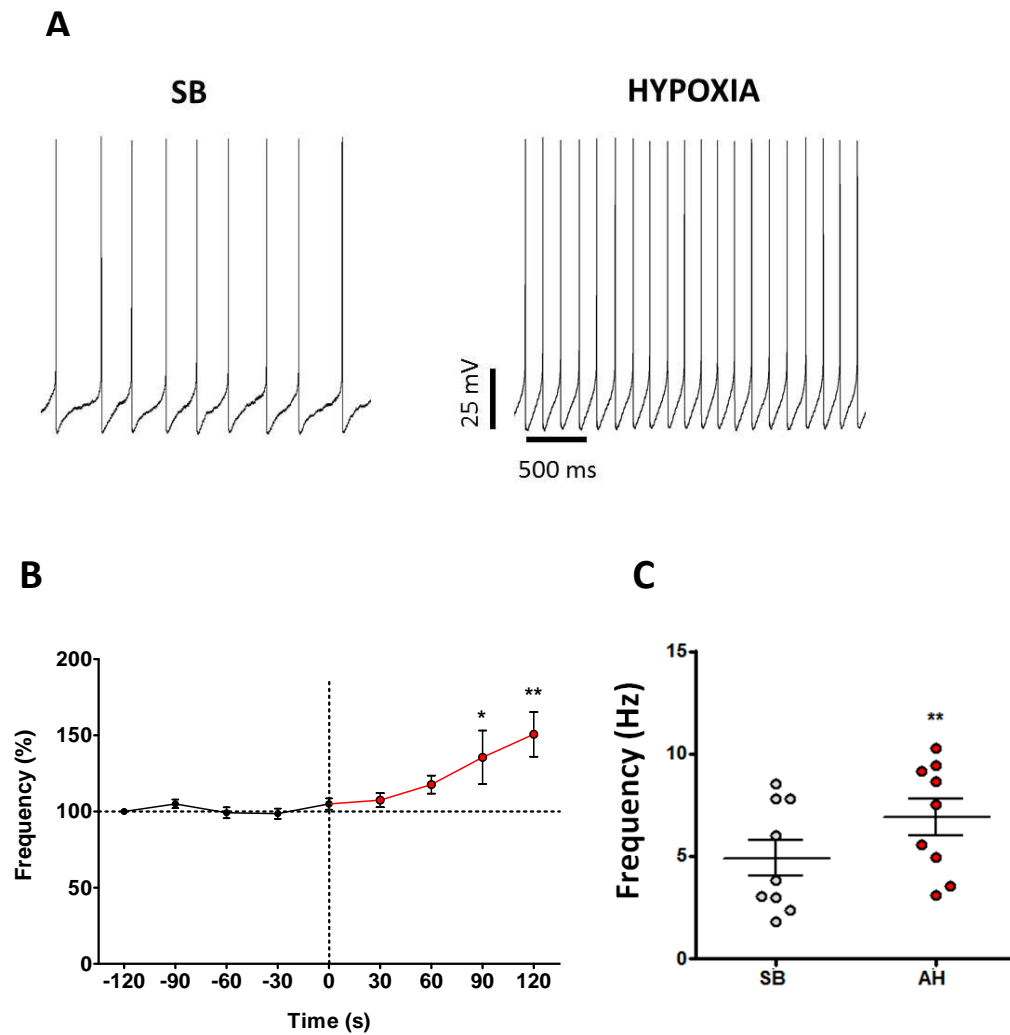 A
SB
HYPOXIA
25 mV
500 ms
B
200
150
100
50
0
Frequency (%)
*
**
-120 -90 -60 -30 0 30 60 90 120
Time (s)
C
15
10
5
0
Frequency (Hz)
**
SB AH